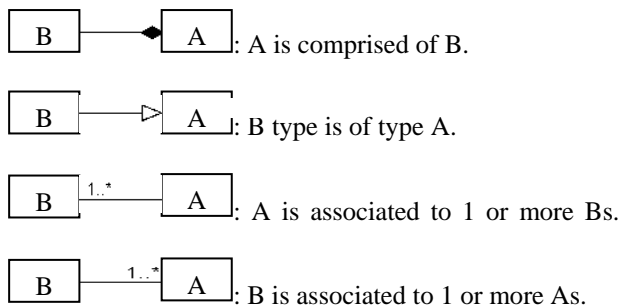 B A : A is comprised of B.
B A : B type is of type A.
B 1..* A : A is associated to 1 or more Bs.
B 1..* A : B is associated to 1 or more As.